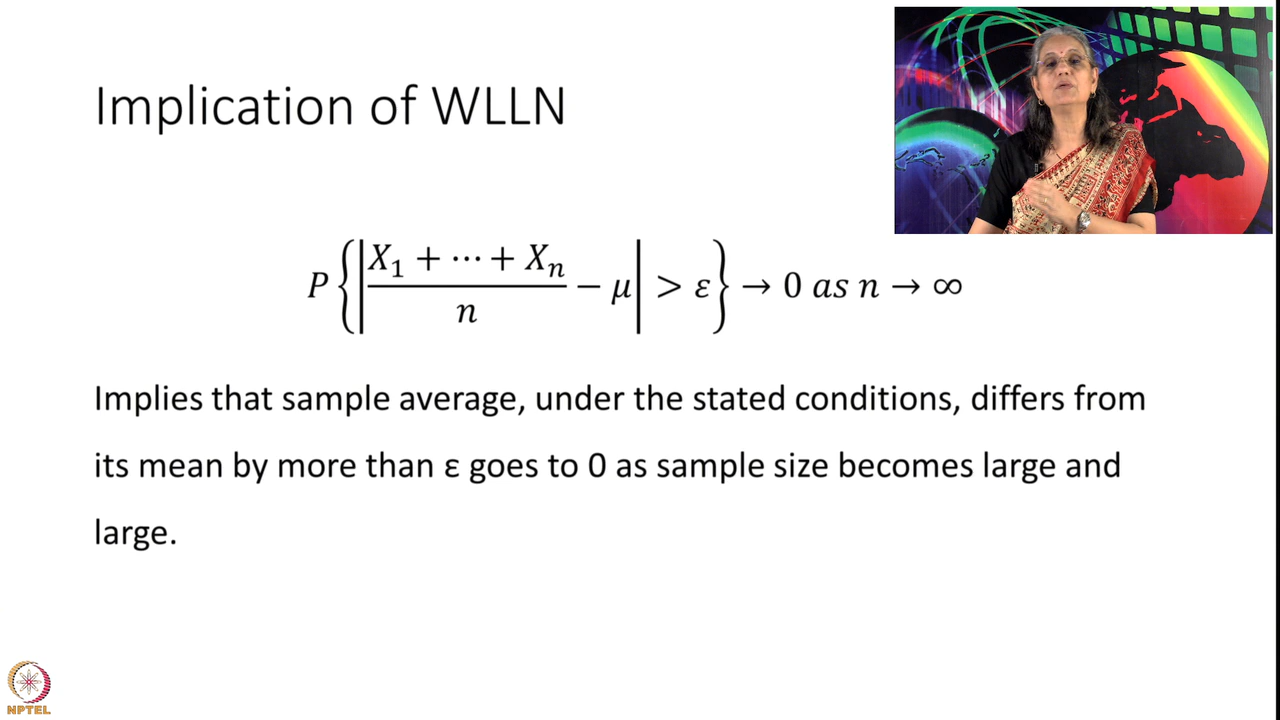 Implication of WLLN
P{|X₁ + ⋯ + Xₙ / n − μ| > ε} → 0 as n → ∞
Implies that sample average, under the stated conditions, differs from
its mean by more than ε goes to 0 as sample size becomes large and
large.
NPTEL